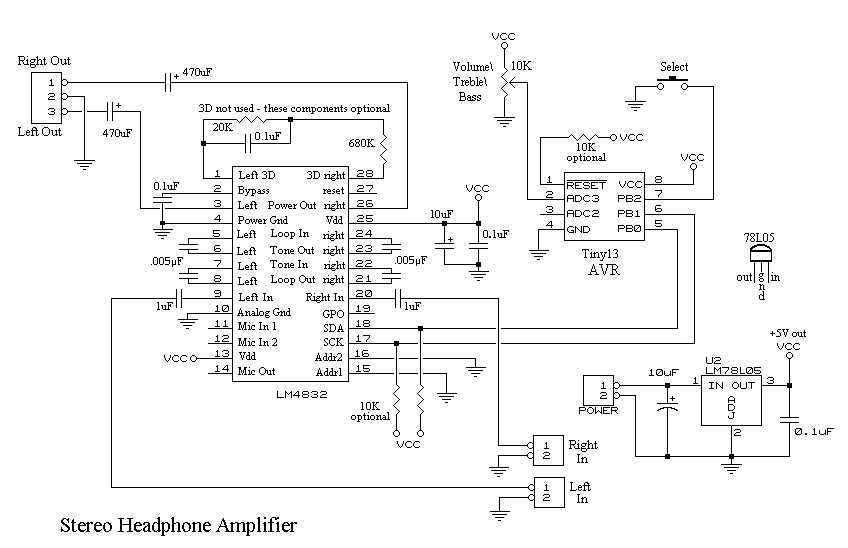 VCC
Right Out
470uF
Volume\
Treble\
Bass
10K
Select
1
2
3
Left Out
470uF
3D not used - these components optional
20K
0.1uF
680K
10K
optional
VCC
VCC
0.1uF
1 Left 3D 3D right 28
2 Bypass reset 27
3 Left Power Out right 26
4 Power Gnd Vdd 25
5 Left Loop In right 24
6 Left Tone Out right 23
7 Left Tone In right 22
8 Left Loop Out right 21
9 Left In Right In 20
10 Analog Gnd GPO 19
11 Mic In 1 SDA 18
12 Mic In 2 SCK 17
13 Vdd Addr2 16
14 Mic Out Addr1 15
LM4832
.005µF
.005µF
1uF
1uF
VCC
VCC
10uF
0.1uF
1 RESET VCC 8
2 ADC3 PB2 7
3 ADC2 PB1 6
4 GND PB0 5
Tiny13
AVR
78L05
out gnd in
10K
optional
VCC
+5V out
VCC
U2
LM78L05
10uF
1 IN OUT 3
ADJ
2
0.1uF
1
2
POWER
1
2
Right
In
1
2
Left
In
Stereo Headphone Amplifier